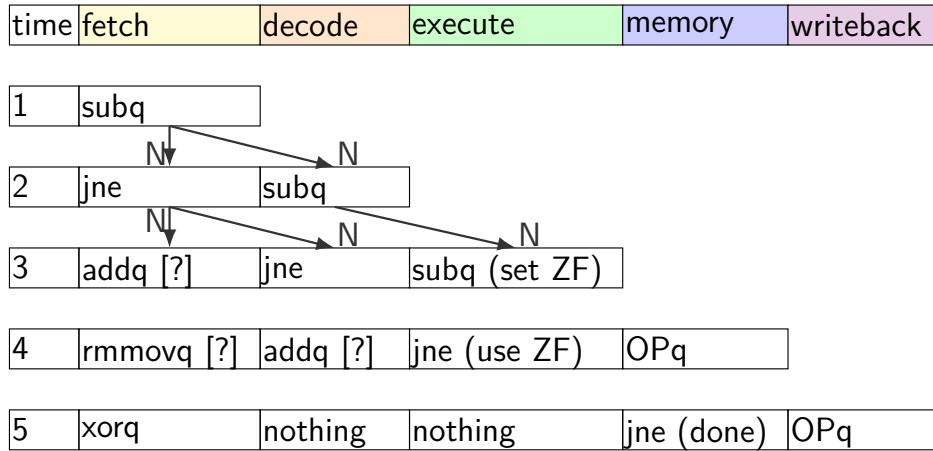 time fetch decode execute memory writeback
1 subq
N N
2 jne subq
N N N
3 addq [?] jne subq (set ZF)
4 rmmovq [?] addq [?] jne (use ZF) OPq
5 xorq nothing nothing jne (done) OPq